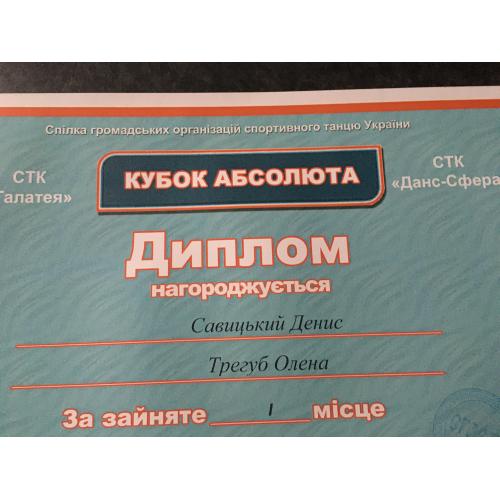 Спілка громадських організацій спортивного танцю України
СТК
Галатея»
КУБОК АБСОЛЮТА
СТК
«Данс-Сфера
Диплом
нагороджується
Савицький Денис
Трегуб Олена
За зайняте 1 місце